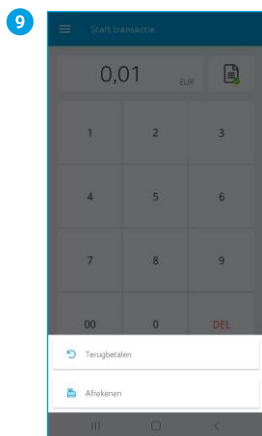 9
Start transactie
0,01 EUR
1 2 3
4 5 6
7 8 9
00 0 DEL
Terugbetalen
Afrekenen